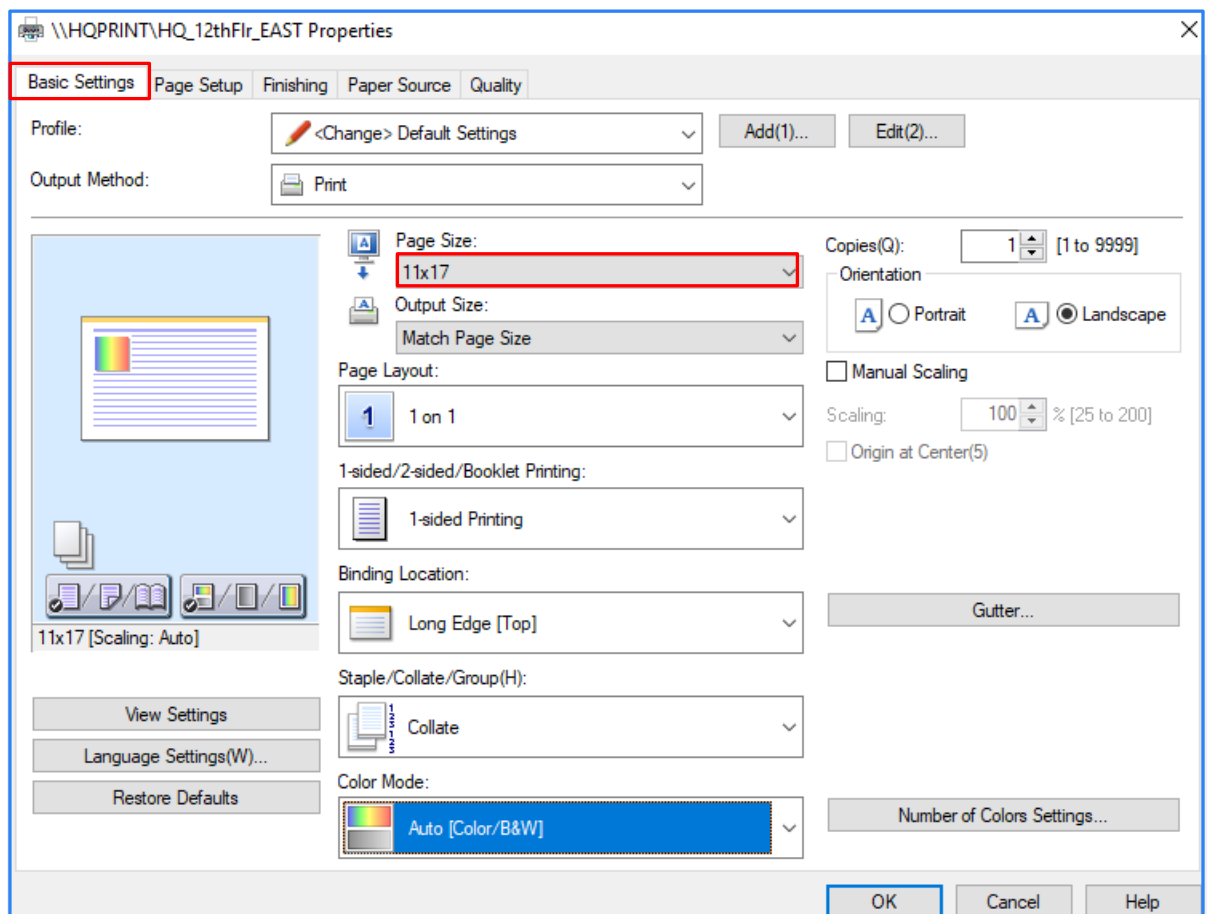 \\HQPRINT\HQ_12thFlr_EAST Properties
Basic Settings Page Setup Finishing Paper Source Quality
Profile: <Change> Default Settings Add(1)... Edit(2)...
Output Method: Print
Page Size:
11x17
Output Size:
Match Page Size
Page Layout:
1 1 on 1
1-sided/2-sided/Booklet Printing:
1-sided Printing
Binding Location:
Long Edge [Top]
Staple/Collate/Group(H):
Collate
Color Mode:
Auto [Color/B&W]
Copies(Q): 1 [1 to 9999]
Orientation
A Portrait A Landscape
Manual Scaling
Scaling: 100 % [25 to 200]
Origin at Center(5)
Gutter...
Number of Colors Settings...
11x17 [Scaling: Auto]
View Settings
Language Settings(W)...
Restore Defaults
OK Cancel Help